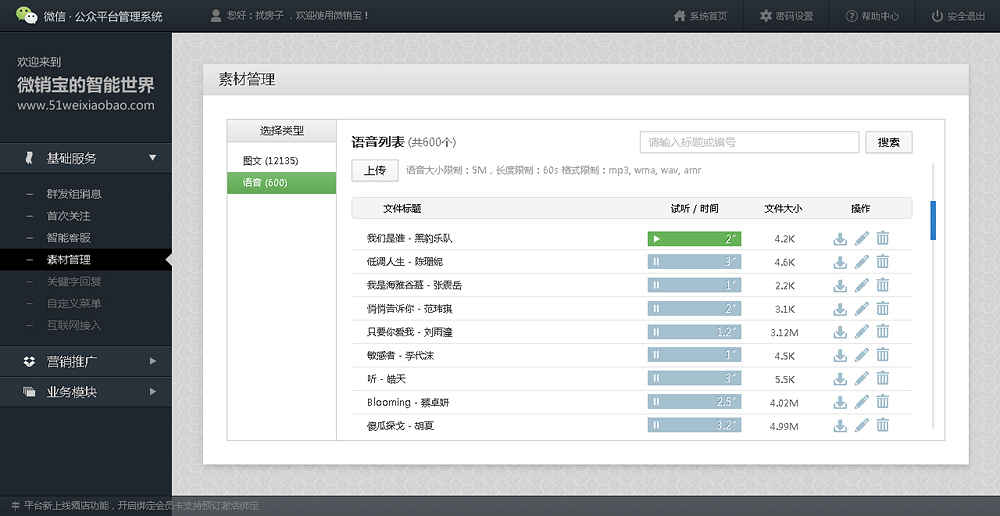 微信 · 公众平台管理系统
您好：找房子 ，欢迎使用微销宝！
系统首页
密码设置
帮助中心
安全退出
欢迎来到
微销宝的智能世界
www.51weixiaobao.com
基础服务
群发组消息
首次关注
智能客服
素材管理
关键字回复
自定义菜单
互联网接入
营销推广
业务模块
素材管理
选择类型
图文 (12135)
语音 (600)
语音列表 (共600个)
请输入标题或编号
搜索
上传
语音大小限制：5M，长度限制：60s 格式限制：mp3, wma, wav, amr
文件标题 试听 / 时间 文件大小 操作
我们是谁 - 黑豹乐队 2" 4.2K
低调人生 - 陈珊妮 3" 4.6K
我是海雅谷慕 - 张震岳 1" 2.2K
悄悄告诉你 - 范玮琪 2" 3.1K
只要你爱我 - 刘雨潼 1.2" 3.12M
敏感者 - 李代沫 1" 4.5K
听 - 皓天 3" 5.5K
Blooming - 蔡卓妍 2.5" 4.02M
傻瓜探戈 - 胡夏 3.2" 4.99M
平台新上线酒店功能，开启绑定会员卡支持预订激活绑定